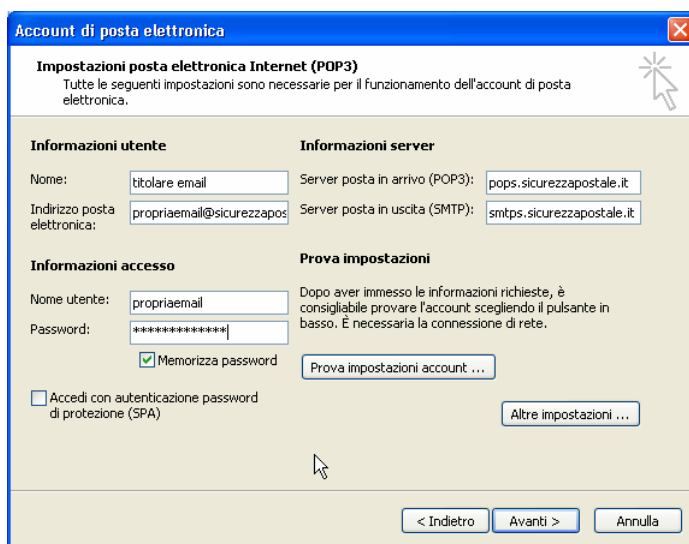 Account di posta elettronica
Impostazioni posta elettronica Internet (POP3)
Tutte le seguenti impostazioni sono necessarie per il funzionamento dell'account di posta
elettronica.
Informazioni utente
Nome: titolare email
Indirizzo posta
elettronica: propriaemail@sicurezzapos
Informazioni server
Server posta in arrivo (POP3): pops.sicurezzapostale.it
Server posta in uscita (SMTP): smtps.sicurezzapostale.it
Informazioni accesso
Nome utente: propriaemail
Password: *************
Memorizza password
Accedi con autenticazione password
di protezione (SPA)
Prova impostazioni
Dopo aver immesso le informazioni richieste, è
consigliabile provare l'account scegliendo il pulsante in
basso. È necessaria la connessione di rete.
Prova impostazioni account ...
Altre impostazioni ...
< Indietro
Avanti >
Annulla